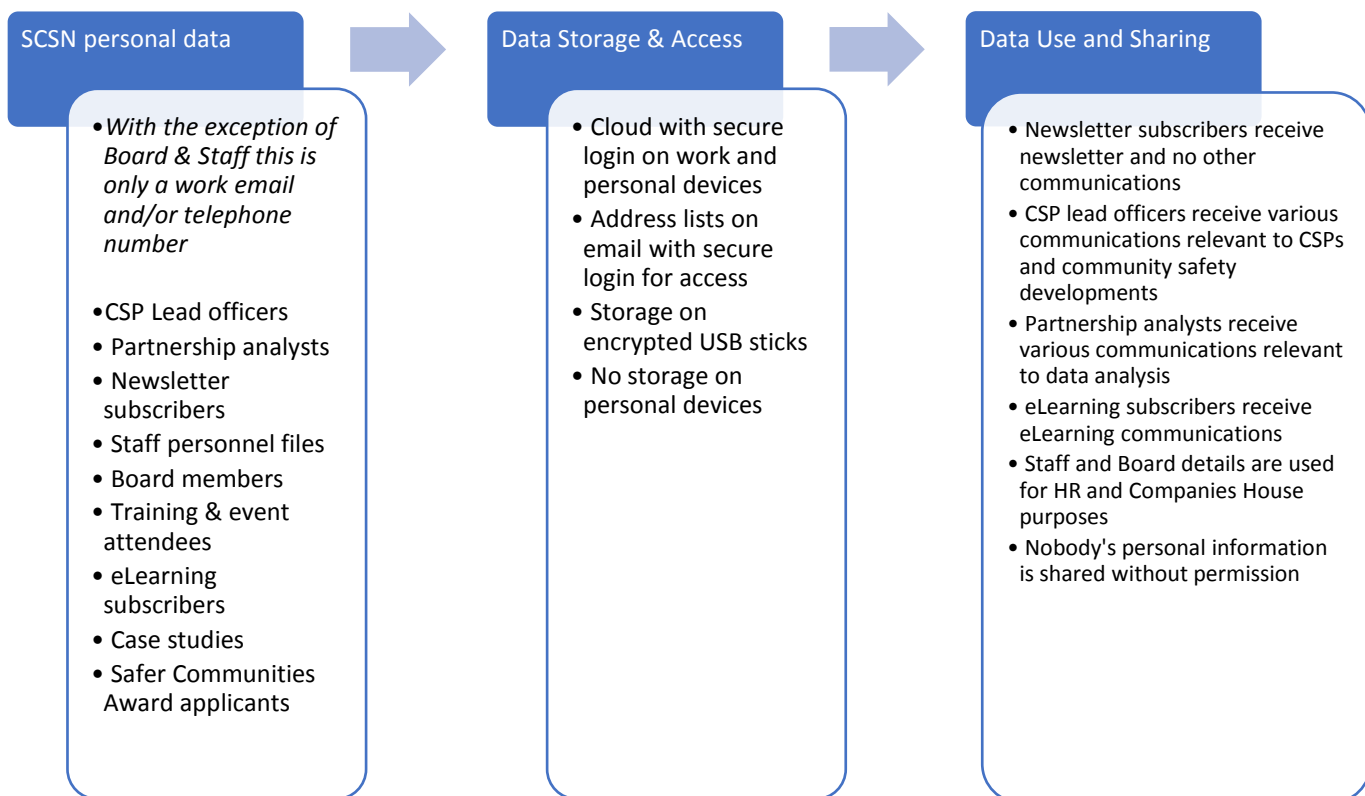 SCSN personal data
•With the exception of
Board & Staff this is
only a work email
and/or telephone
number
•CSP Lead officers
• Partnership analysts
• Newsletter
subscribers
• Staff personnel files
• Board members
• Training & event
attendees
• eLearning
subscribers
• Case studies
• Safer Communities
Award applicants
Data Storage & Access
• Cloud with secure
login on work and
personal devices
• Address lists on
email with secure
login for access
• Storage on
encrypted USB sticks
• No storage on
personal devices
Data Use and Sharing
• Newsletter subscribers receive
newsletter and no other
communications
• CSP lead officers receive various
communications relevant to CSPs
and community safety
developments
• Partnership analysts receive
various communications relevant
to data analysis
• eLearning subscribers receive
eLearning communications
• Staff and Board details are used
for HR and Companies House
purposes
• Nobody's personal information
is shared without permission